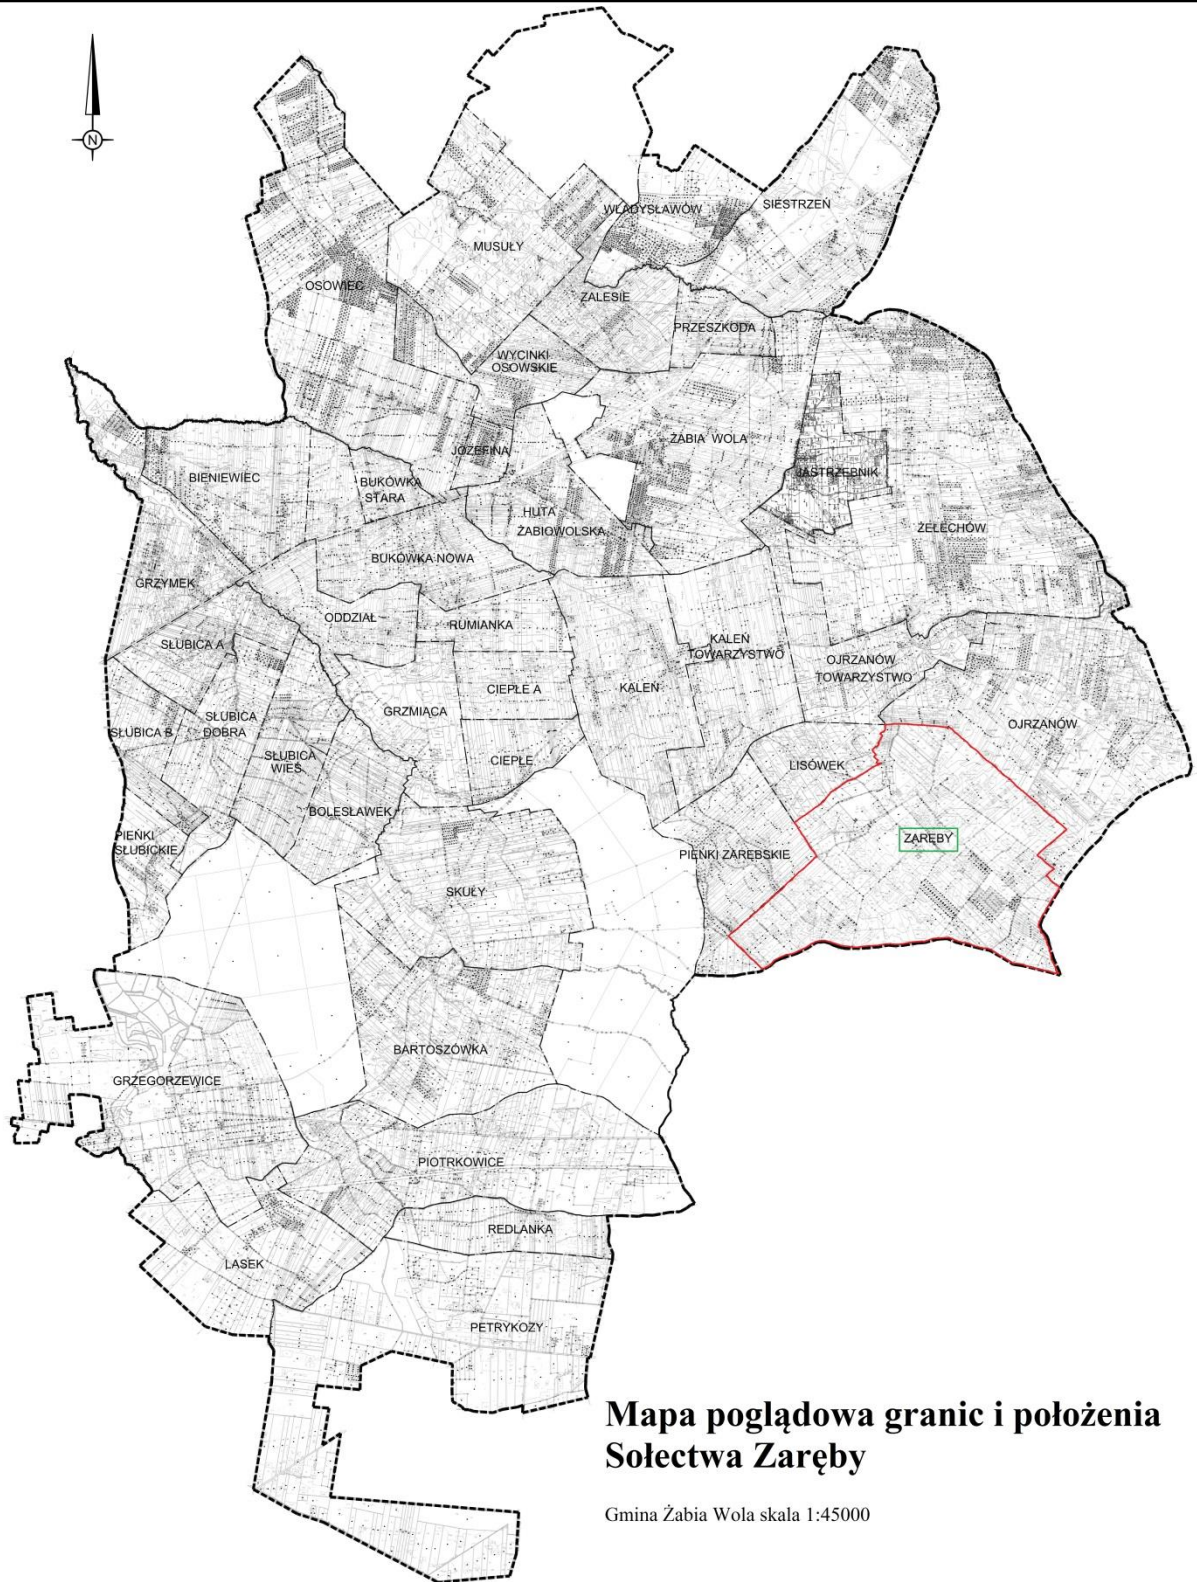 N
WŁADYSŁAWÓW
SIESTRZEŃ
MUSUŁY
OSOWIEC
ZALESIE
PRZESZKODA
WYCINKI
OSOWSKIE
ŻABIA WOLA
JÓZEFINA
JASTRZĘBNIK
BIENIEWIEC
BUKÓWKA
STARA
HUTA
ŻABIOWOLSKA
ŻELECHÓW
BUKÓWKA NOWA
GRZYMEK
ODDZIAŁ
RUMIANKA
SŁUBICA A
KALEŃ
TOWARZYSTWO
OJRZANÓW
TOWARZYSTWO
CIEPŁE A
KALEŃ
GRZMIĄCA
SŁUBICA
DOBRA
OJRZANÓW
SŁUBICA B
SŁUBICA
WIEŚ
CIEPŁE
LISÓWEK
BOLESŁAWEK
PIEŃKI
SŁUBICKIE
ZARĘBY
PIEŃKI ZARĘBSKIE
SKUŁY
BARTOSZÓWKA
GRZEGORZEWICE
PIOTRKOWICE
REDLANKA
LASEK
PETRYKOZY
Mapa poglądowa granic i położenia
Sołectwa Zaręby
Gmina Żabia Wola skala 1:45000